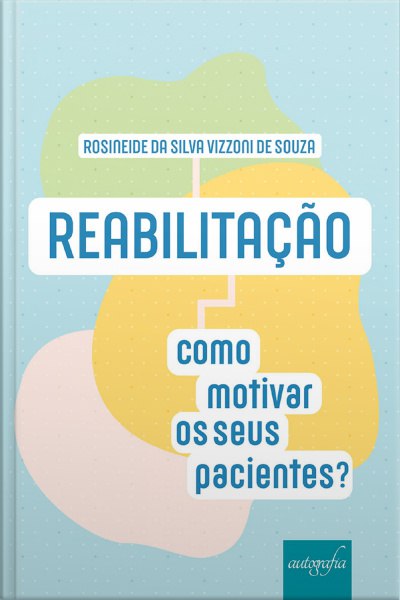 ROSINEIDE DA SILVA VIZZONI DE SOUZA
REABILITAÇÃO
como
motivar
os seus
pacientes?
autografia